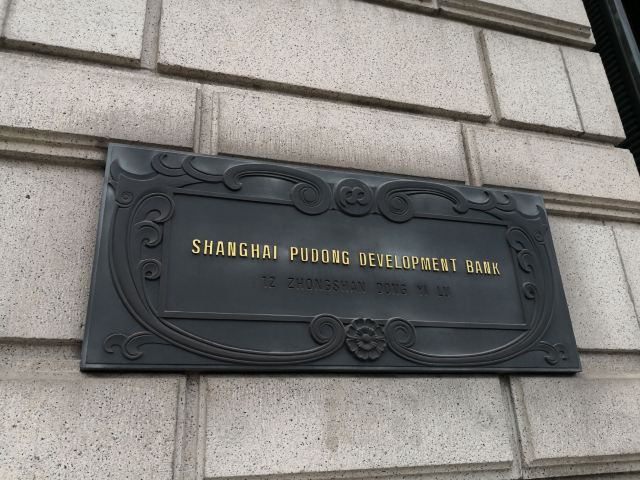 SHANGHAI PUDONG DEVELOPMENT BANK
12 ZHONGSHAN DONG YI LU